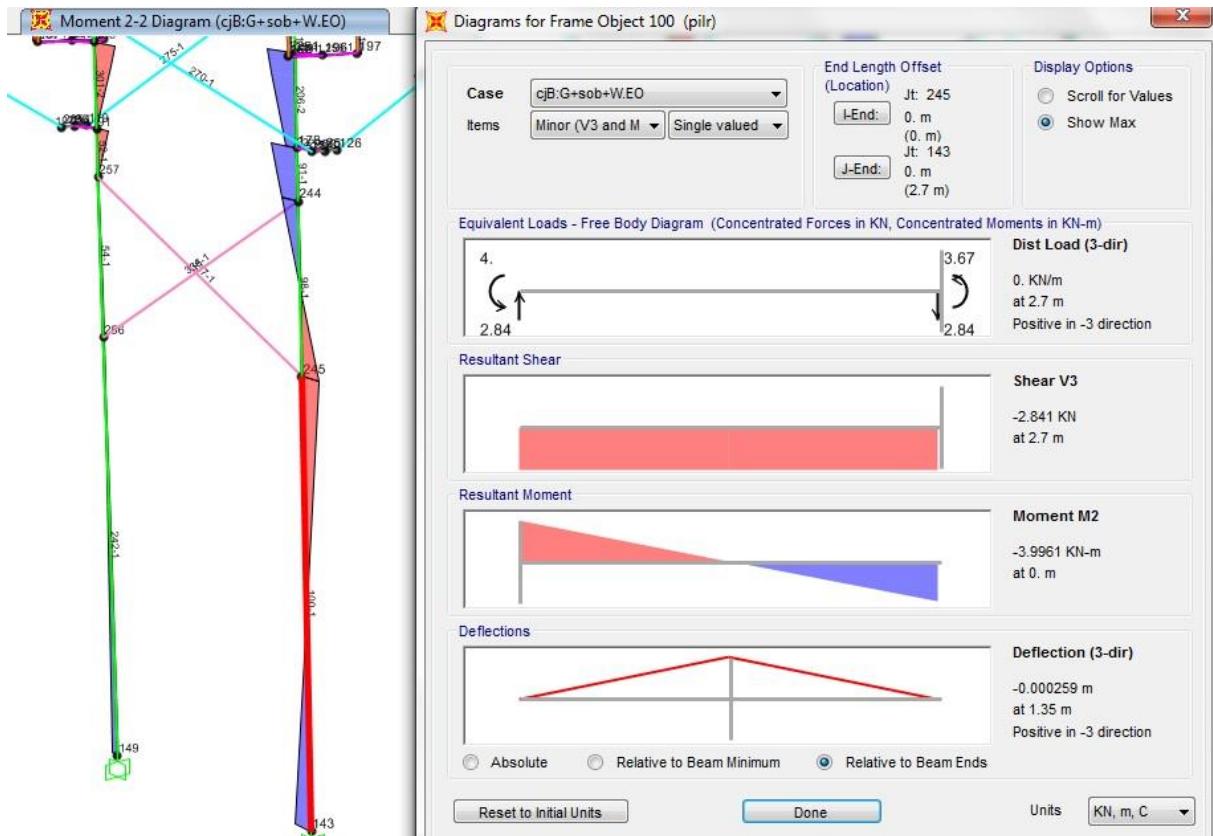 Moment 2-2 Diagram (cjB:G+sob+W.EO)
275-1
270-1
197
301-2
206-2
126
257
91-1
244
54-1
98-1
256
245
242-1
100-1
149
143
Diagrams for Frame Object 100 (pilr)
Case
cjB:G+sob+W.EO
Items
Minor (V3 and M
Single valued
End Length Offset
(Location)
Jt: 245
I-End:
0. m
(0. m)
Jt: 143
J-End:
0. m
(2.7 m)
Display Options
Scroll for Values
Show Max
Equivalent Loads - Free Body Diagram (Concentrated Forces in KN, Concentrated Moments in KN-m)
4.
3.67
2.84
2.84
Dist Load (3-dir)
0. KN/m
at 2.7 m
Positive in -3 direction
Resultant Shear
Shear V3
-2.841 KN
at 2.7 m
Resultant Moment
Moment M2
-3.9961 KN-m
at 0. m
Deflections
Deflection (3-dir)
-0.000259 m
at 1.35 m
Positive in -3 direction
Absolute
Relative to Beam Minimum
Relative to Beam Ends
Reset to Initial Units
Done
Units
KN, m, C